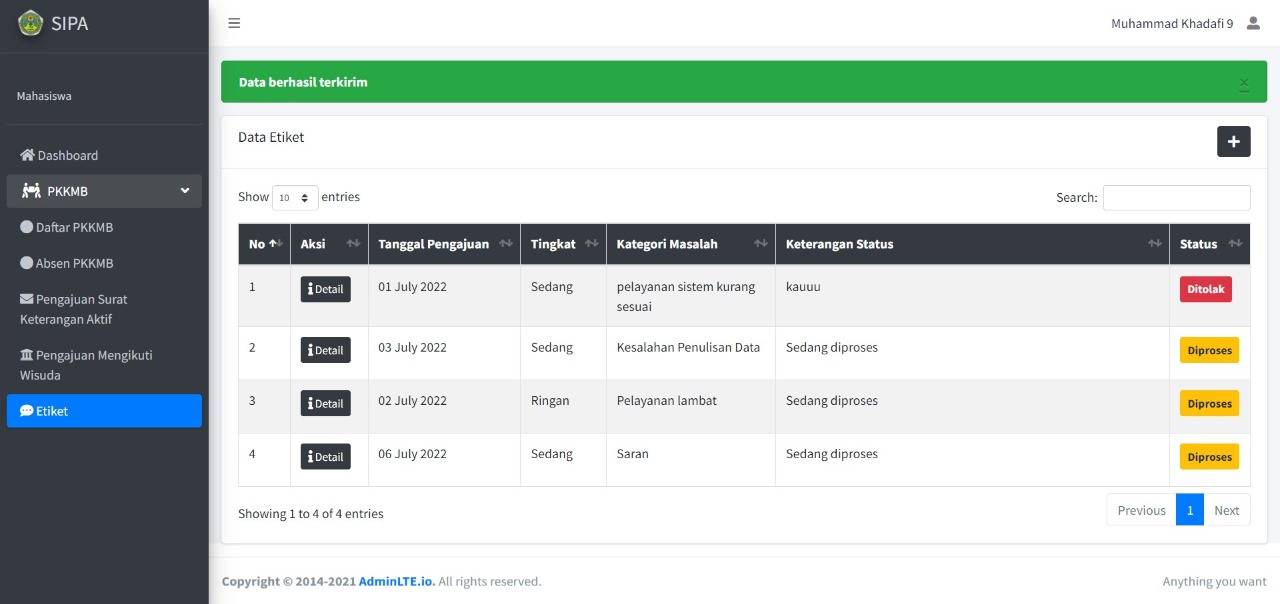 SIPA
Muhammad Khadafi 9
Data berhasil terkirim
×
Mahasiswa
Data Etiket
Dashboard
PKKMB
Daftar PKKMB
Absen PKKMB
Pengajuan Surat
Keterangan Aktif
Pengajuan Mengikuti
Wisuda
Etiket
Show 10 entries
Search:
No Aksi Tanggal Pengajuan Tingkat Kategori Masalah Keterangan Status Status
1 Detail 01 July 2022 Sedang pelayanan sistem kurang kauuu Ditolak
sesuai
2 Detail 03 July 2022 Sedang Kesalahan Penulisan Data Sedang diproses Diproses
3 Detail 02 July 2022 Ringan Pelayanan lambat Sedang diproses Diproses
4 Detail 06 July 2022 Sedang Saran Sedang diproses Diproses
Showing 1 to 4 of 4 entries
Previous 1 Next
Copyright © 2014-2021 AdminLTE.io. All rights reserved.
Anything you want